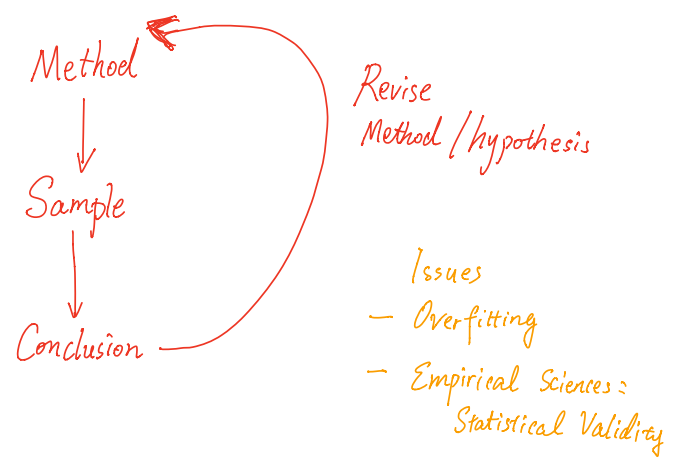 Method
Revise
Method/hypothesis
Sample
Issues
- Overfitting
Conclusion
- Empirical Sciences:
Statistical Validity